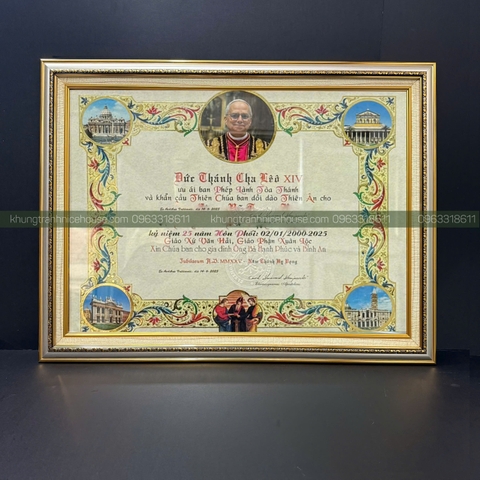 Đức Thánh Cha Lêô XIV
ưu ái ban Phép Lành Tòa Thánh
và khẩn cầu Thiên Chúa ban dồi dào Thiên Ân cho
khungtranhnicehouse.com 0963318611 khungtranhnicehouse.com 0963318611 0963318611
kỷ niệm 25 năm Hôn Phối: 02/01/2000-2025
Giáo Xứ Văn Hải, Giáo Phận Xuân Lộc
Xin Chúa ban cho gia đình Ông Bà Hạnh Phúc và Bình An
Jubilaeum A.D. MMXXV - Năm Thánh Hy Vọng